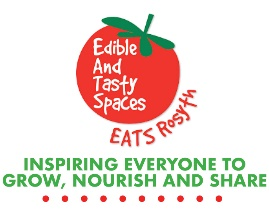 Edible
And
Tasty
Spaces
EATS Rosyth
INSPIRING EVERYONE TO
GROW, NOURISH AND SHARE